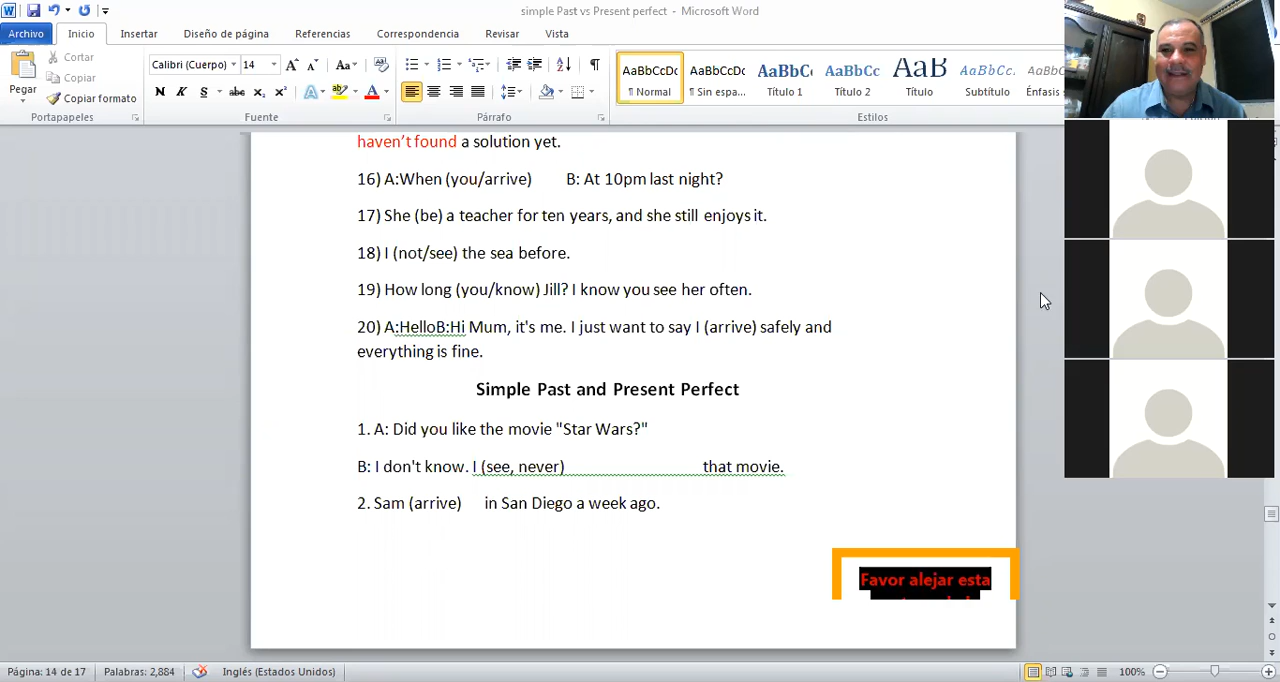 simple Past vs Present perfect - Microsoft Word
Archivo Inicio Insertar Diseño de página Referencias Correspondencia Revisar Vista
Pegar
Cortar
Copiar
Copiar formato
Portapapeles
Calibri (Cuerpo) 14
Fuente
Párrafo
AaBbCcDc AaBbCcDc AaBbC AaBbCc AaB AaBbCc AaBbCc
¶ Normal ¶ Sin espa... Título 1 Título 2 Título Subtítulo Énfasis
Estilos
haven't found a solution yet.
16) A:When (you/arrive) B: At 10pm last night?
17) She (be) a teacher for ten years, and she still enjoys it.
18) I (not/see) the sea before.
19) How long (you/know) Jill? I know you see her often.
20) A:HelloB:Hi Mum, it's me. I just want to say I (arrive) safely and
everything is fine.
Simple Past and Present Perfect
1. A: Did you like the movie "Star Wars?"
B: I don't know. I (see, never) that movie.
2. Sam (arrive) in San Diego a week ago.
Favor alejar esta
Página: 14 de 17 Palabras: 2,884 Inglés (Estados Unidos) 100%